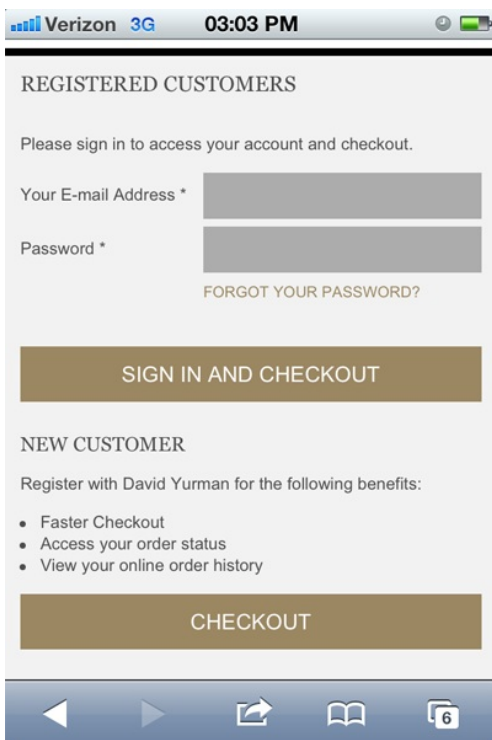 Verizon 3G 03:03 PM
REGISTERED CUSTOMERS
Please sign in to access your account and checkout.
Your E-mail Address *
Password *
FORGOT YOUR PASSWORD?
SIGN IN AND CHECKOUT
NEW CUSTOMER
Register with David Yurman for the following benefits:
• Faster Checkout
• Access your order status
• View your online order history
CHECKOUT
6